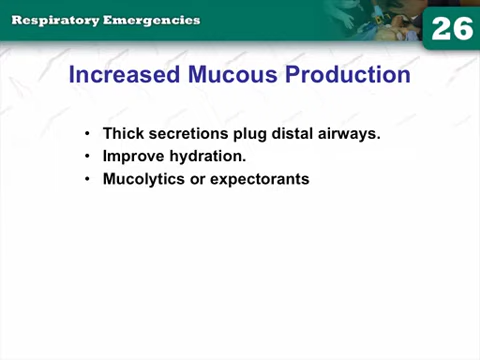 Respiratory Emergencies
26
Increased Mucous Production
• Thick secretions plug distal airways.
• Improve hydration.
• Mucolytics or expectorants